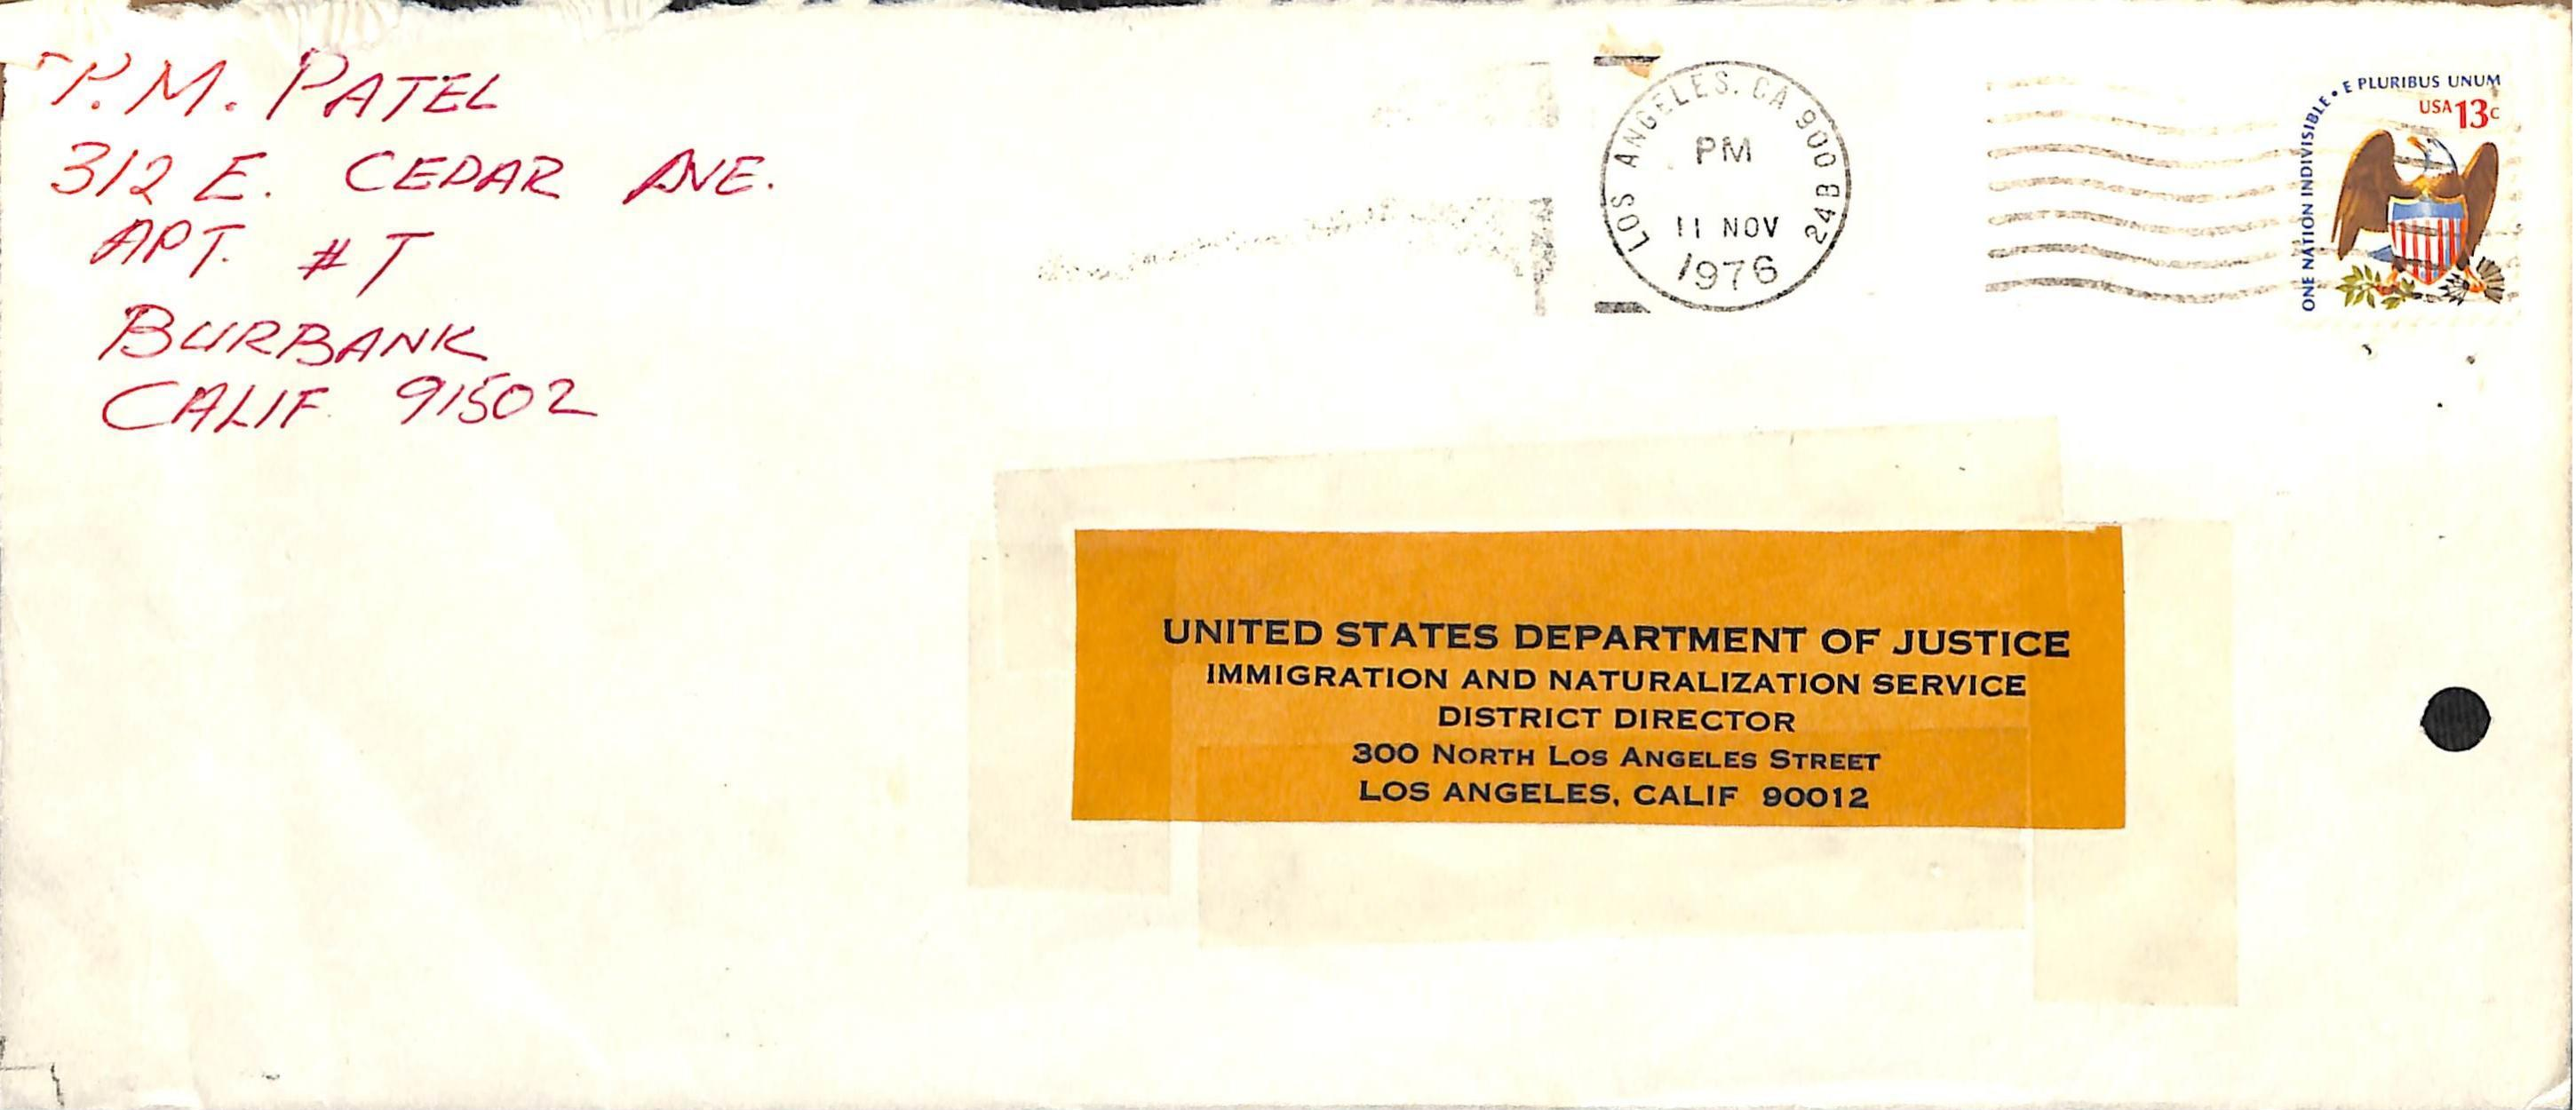 P.M. PATEL
312 E. CEDAR AVE.
APT. #T
BURBANK
CALIF. 91502
LOS ANGELES. CA 900
PM
11 NOV
1976
24B
ONE NATION INDIVISIBLE • E PLURIBUS UNUM
USA 13c
UNITED STATES DEPARTMENT OF JUSTICE
IMMIGRATION AND NATURALIZATION SERVICE
DISTRICT DIRECTOR
300 NORTH LOS ANGELES STREET
LOS ANGELES, CALIF 90012